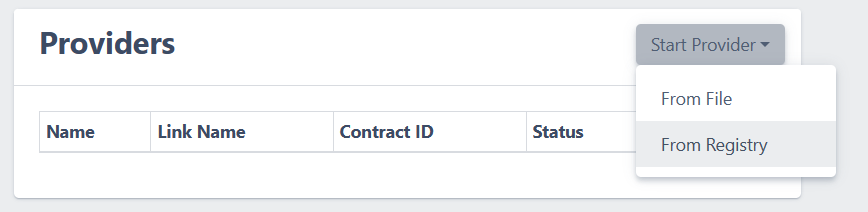 Providers
Start Provider
From File
From Registry
Name Link Name Contract ID Status